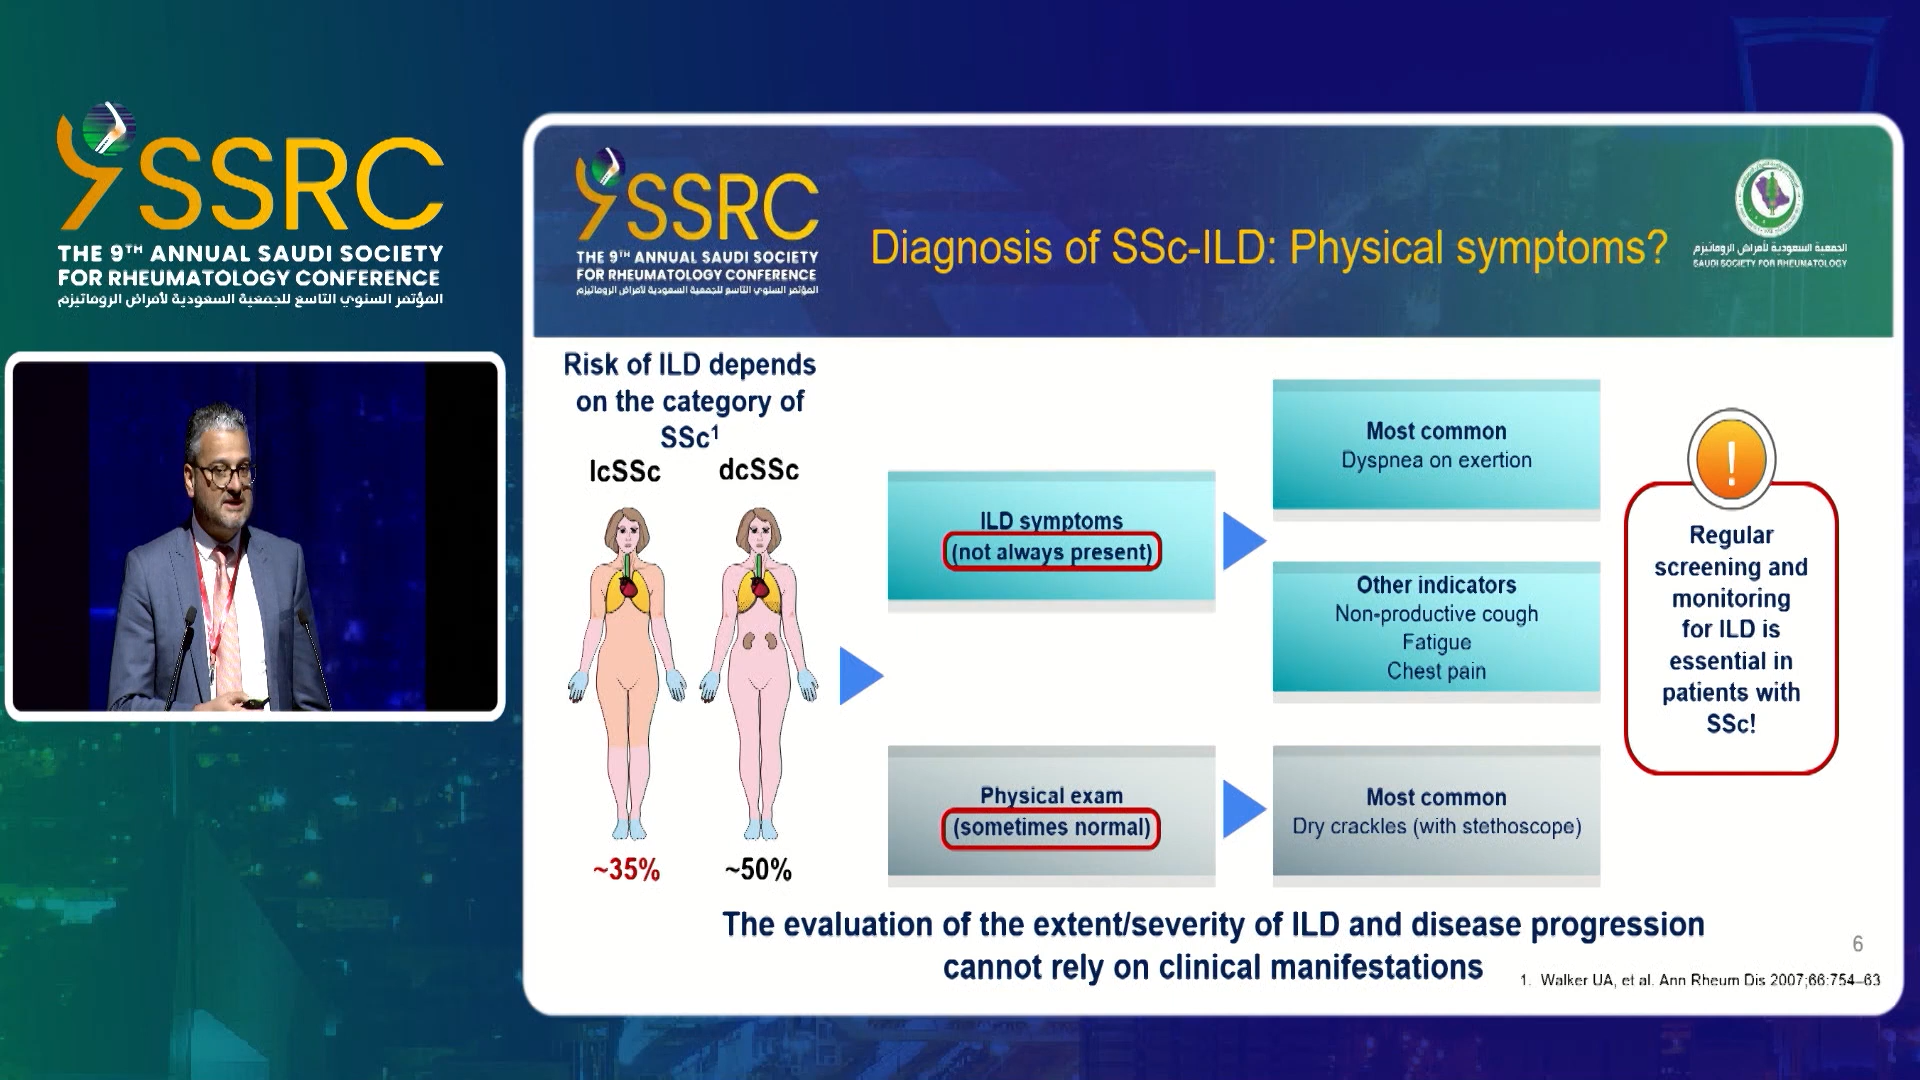 SSRC
THE 9TH ANNUAL SAUDI SOCIETY
FOR RHEUMATOLOGY CONFERENCE
المؤتمر السنوي التاسع للجمعية السعودية لأمراض الروماتيزم
SSRC
THE 9TH ANNUAL SAUDI SOCIETY
FOR RHEUMATOLOGY CONFERENCE
المؤتمر السنوي التاسع للجمعية السعودية لأمراض الروماتيزم
Diagnosis of SSc-ILD: Physical symptoms?
الجمعية السعودية لأمراض الروماتيزم
SAUDI SOCIETY FOR RHEUMATOLOGY
Risk of ILD depends
on the category of
SSc¹
lcSSc
dcSSc
~35%
~50%
ILD symptoms
(not always present)
Most common
Dyspnea on exertion
Other indicators
Non-productive cough
Fatigue
Chest pain
Physical exam
(sometimes normal)
Most common
Dry crackles (with stethoscope)
!
Regular
screening and
monitoring
for ILD is
essential in
patients with
SSc!
The evaluation of the extent/severity of ILD and disease progression
cannot rely on clinical manifestations
6
1. Walker UA, et al. Ann Rheum Dis 2007;66:754–63